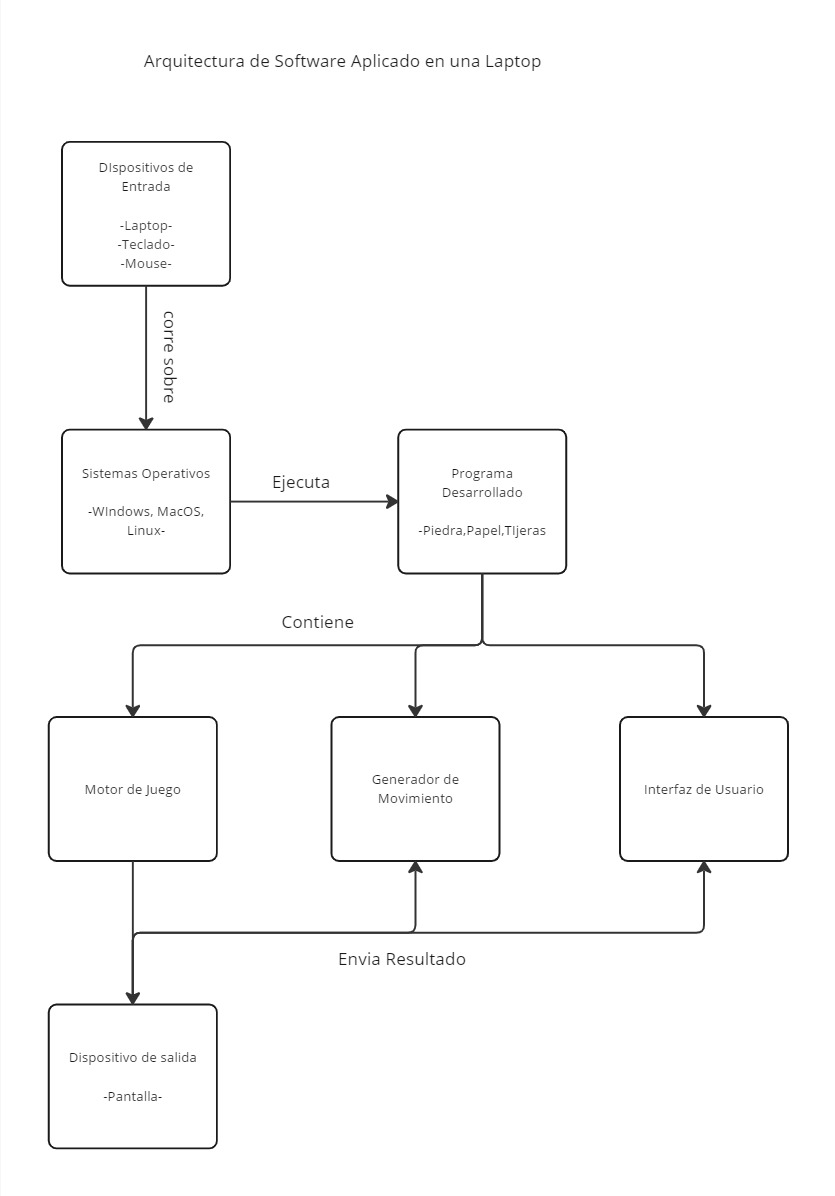 Arquitectura de Software Aplicado en una Laptop
DIspositivos de
Entrada
-Laptop-
-Teclado-
-Mouse-
corre sobre
Sistemas Operativos
-WIndows, MacOS,
Linux-
Ejecuta
Programa
Desarrollado
-Piedra,Papel,TIjeras
Contiene
Motor de Juego
Generador de
Movimiento
Interfaz de Usuario
Envia Resultado
Dispositivo de salida
-Pantalla-